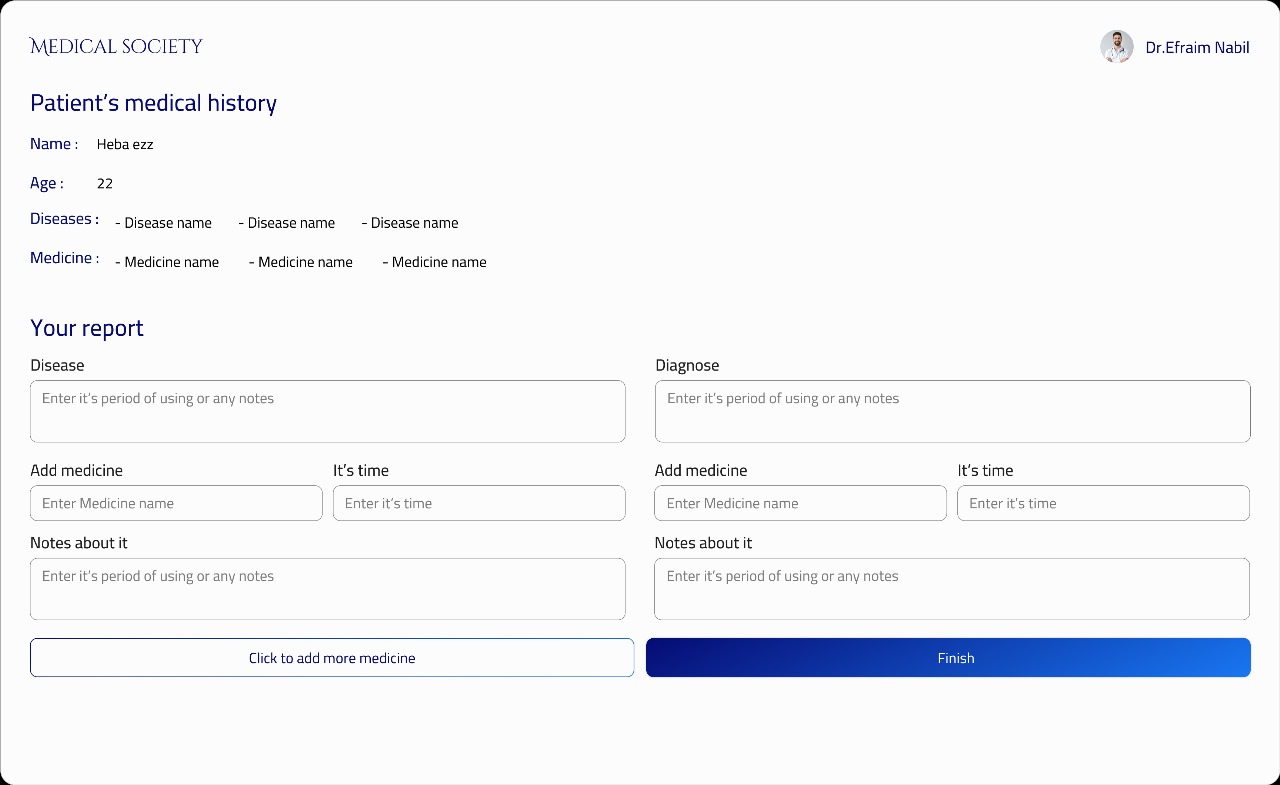 MEDICAL SOCIETY
Dr.Efraim Nabil
Patient's medical history
Name : Heba ezz
Age : 22
Diseases : - Disease name - Disease name - Disease name
Medicine : - Medicine name - Medicine name - Medicine name
Your report
Disease
Diagnose
Enter it's period of using or any notes
Enter it's period of using or any notes
Add medicine
It's time
Add medicine
It's time
Enter Medicine name
Enter it's time
Enter Medicine name
Enter it's time
Notes about it
Notes about it
Enter it's period of using or any notes
Enter it's period of using or any notes
Click to add more medicine
Finish